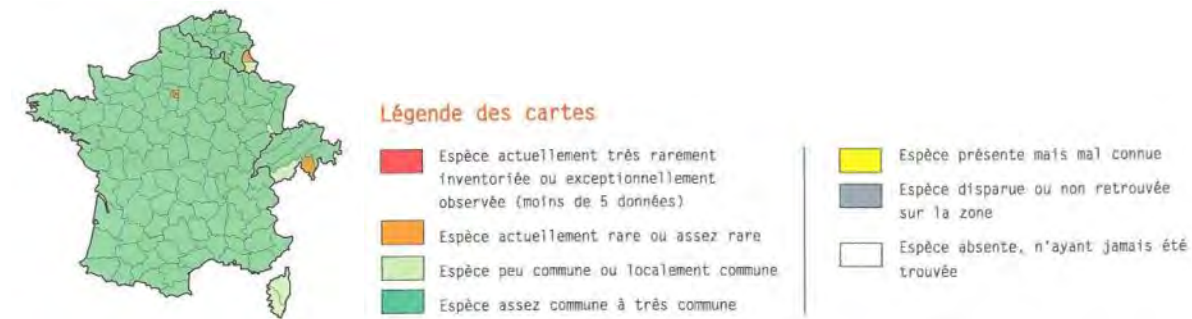 Légende des cartes
Espèce actuellement très rarement
inventoriée ou exceptionnellement
observée (moins de 5 données)
Espèce actuellement rare ou assez rare
Espèce peu commune ou localement commune
Espèce assez commune à très commune
Espèce présente mais mal connue
Espèce disparue ou non retrouvée
sur la zone
Espèce absente, n'ayant jamais été
trouvée